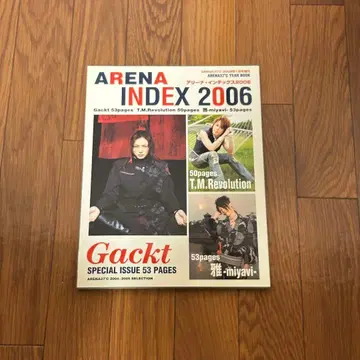 ARENA37℃ YEAR BOOK
ARENA
アリーナ・インデックス2006
INDEX 2006
Gackt 53pages T.M.Revolution 50pages 雅-miyavi- 53pages
50pages
T.M.Revolution
53pages
雅-miyavi-
Gackt
SPECIAL ISSUE 53 PAGES
ARENA37℃ 2004-2005 SELECTION